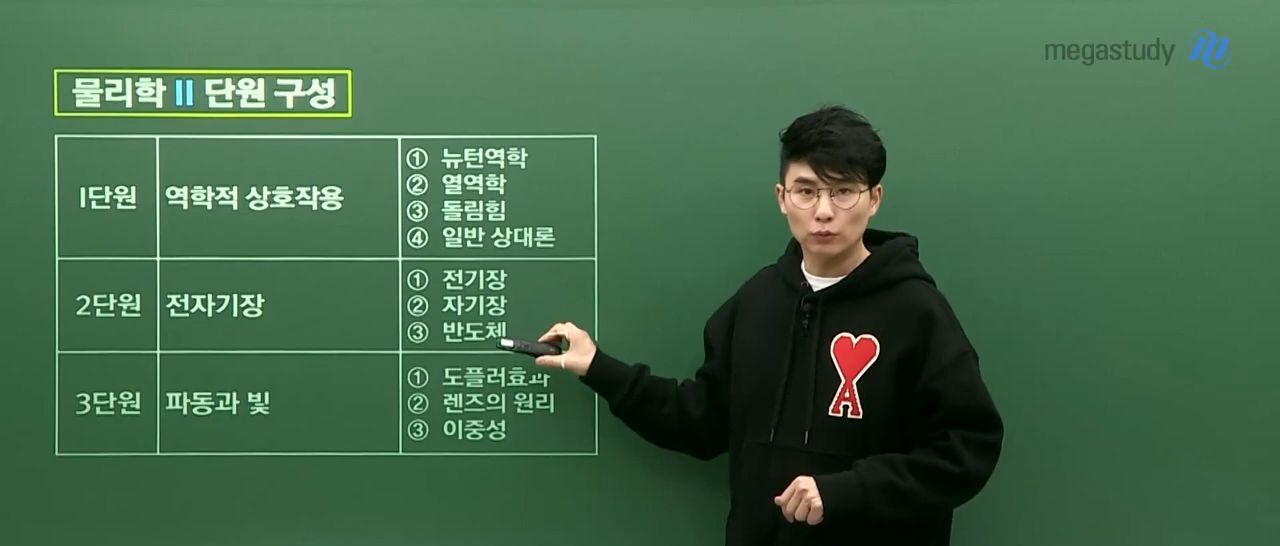 megastudy
물리학 II 단원 구성
1단원
역학적 상호작용
① 뉴턴역학
② 열역학
③ 돌림힘
④ 일반 상대론
2단원
전자기장
① 전기장
② 자기장
③ 반도체
3단원
파동과 빛
① 도플러효과
② 렌즈의 원리
③ 이중성
A